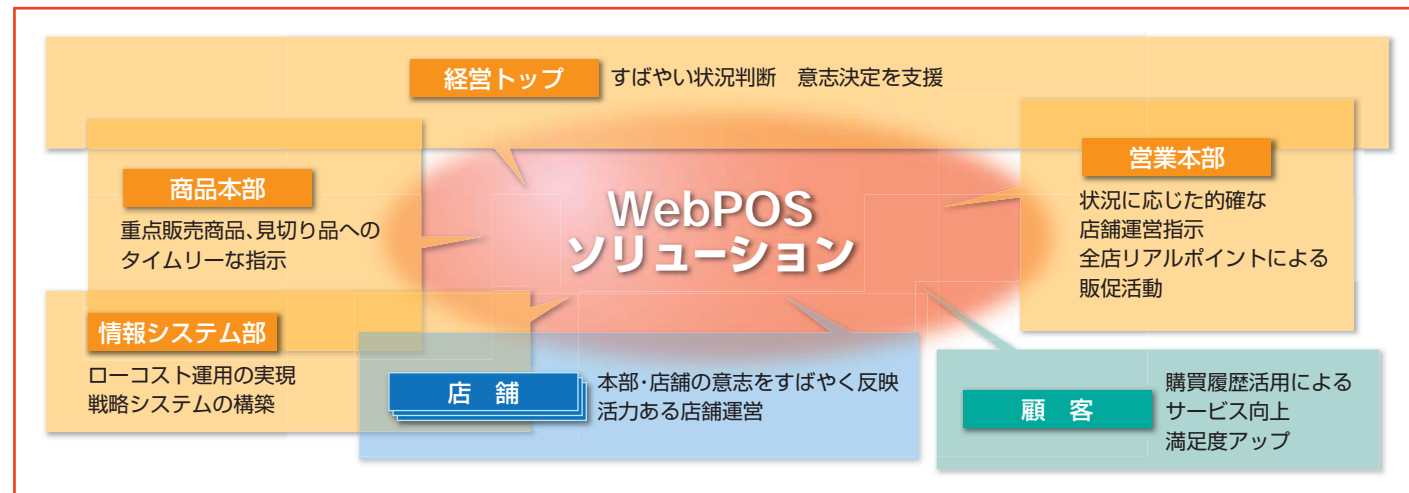 経営トップ
すばやい状況判断　意志決定を支援
商品本部
重点販売商品、見切り品への
タイムリーな指示
WebPOS
ソリューション
営業本部
状況に応じた的確な
店舗運営指示
全店リアルポイントによる
販促活動
情報システム部
ローコスト運用の実現
戦略システムの構築
店　舗
本部・店舗の意志をすばやく反映
活力ある店舗運営
顧　客
購買履歴活用による
サービス向上
満足度アップ